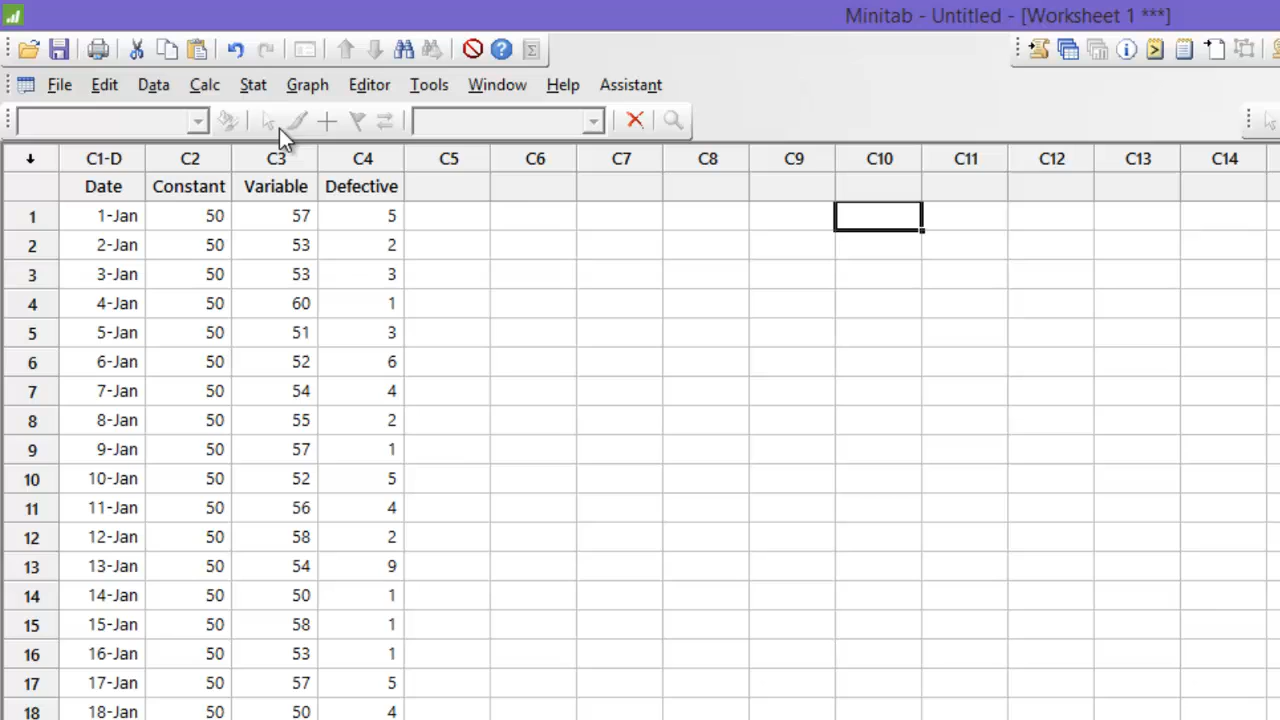 Minitab - Untitled - [Worksheet 1 ***]
File Edit Data Calc Stat Graph Editor Tools Window Help Assistant
C1-D C2 C3 C4 C5 C6 C7 C8 C9 C10 C11 C12 C13 C14
Date Constant Variable Defective
1 1-Jan 50 57 5
2 2-Jan 50 53 2
3 3-Jan 50 53 3
4 4-Jan 50 60 1
5 5-Jan 50 51 3
6 6-Jan 50 52 6
7 7-Jan 50 54 4
8 8-Jan 50 55 2
9 9-Jan 50 57 1
10 10-Jan 50 52 5
11 11-Jan 50 56 4
12 12-Jan 50 58 2
13 13-Jan 50 54 9
14 14-Jan 50 50 1
15 15-Jan 50 58 1
16 16-Jan 50 53 1
17 17-Jan 50 57 5
18 18-Jan 50 50 4